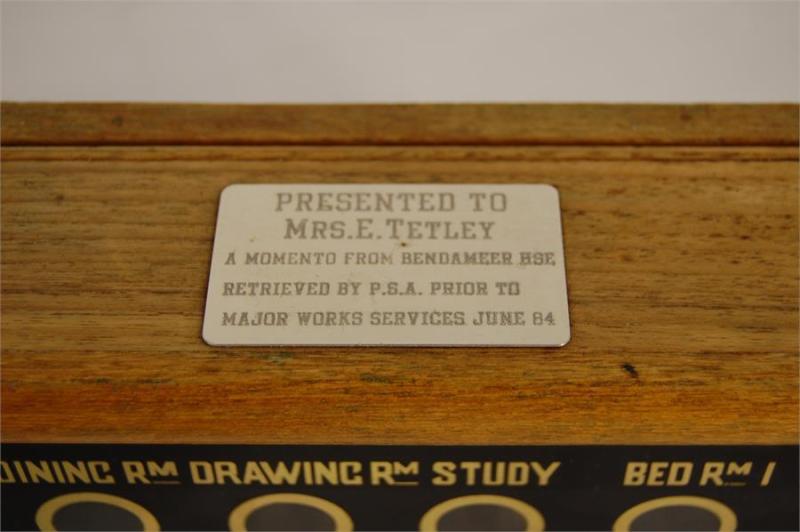 PRESENTED TO
MRS.E.TETLEY
A MOMENTO FROM BENDAMEER HSE
RETRIEVED BY P.S.A. PRIOR TO
MAJOR WORKS SERVICES JUNE 84
DINING RM DRAWING RM STUDY BED RM 1